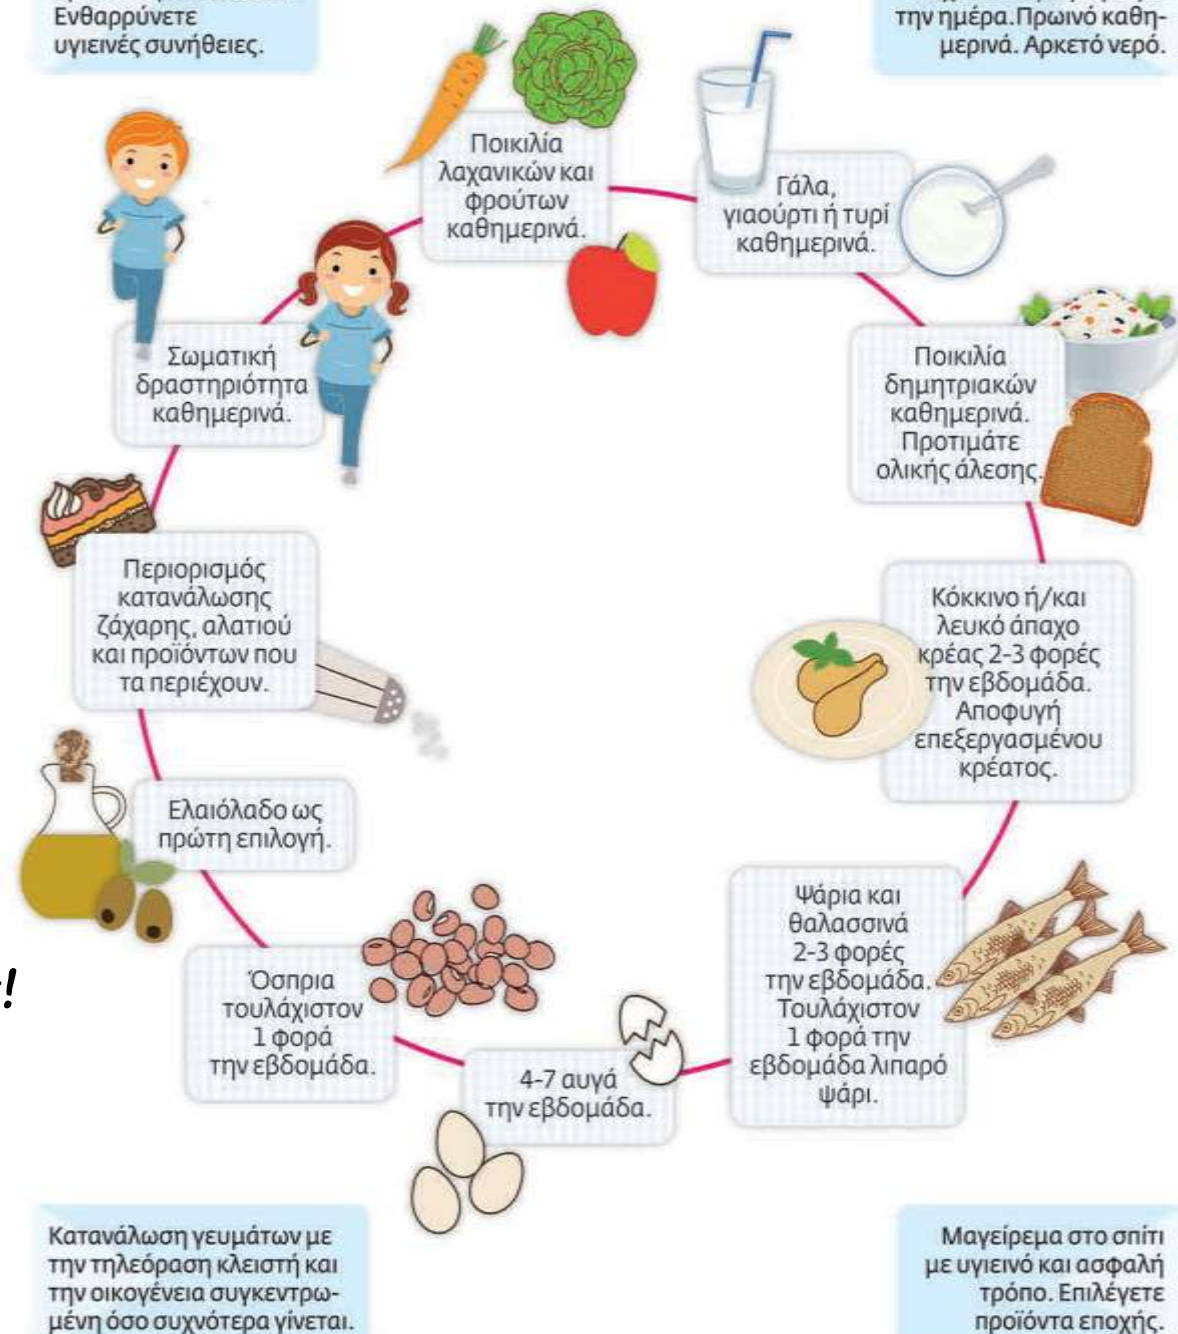 Ενθαρρύνετε
υγιεινές συνήθειες.
την ημέρα. Πρωινό καθη-
μερινά. Αρκετό νερό.
Ποικιλία
λαχανικών και
φρούτων
καθημερινά.
Γάλα,
γιαούρτι ή τυρί
καθημερινά.
Σωματική
δραστηριότητα
καθημερινά.
Ποικιλία
δημητριακών
καθημερινά.
Προτιμάτε
ολικής άλεσης.
Περιορισμός
κατανάλωσης
ζάχαρης, αλατιού
και προϊόντων που
τα περιέχουν.
Κόκκινο ή/και
λευκό άπαχο
κρέας 2-3 φορές
την εβδομάδα.
Αποφυγή
επεξεργασμένου
κρέατος.
Ελαιόλαδο ως
πρώτη επιλογή.
Ψάρια και
θαλασσινά
2-3 φορές
την εβδομάδα.
Τουλάχιστον
1 φορά την
εβδομάδα λιπαρό
ψάρι.
Όσπρια
τουλάχιστον
1 φορά
την εβδομάδα.
4-7 αυγά
την εβδομάδα.
Κατανάλωση γευμάτων με
την τηλεόραση κλειστή και
την οικογένεια συγκεντρω-
μένη όσο συχνότερα γίνεται.
Μαγείρεμα στο σπίτι
με υγιεινό και ασφαλή
τρόπο. Επιλέγετε
προϊόντα εποχής.